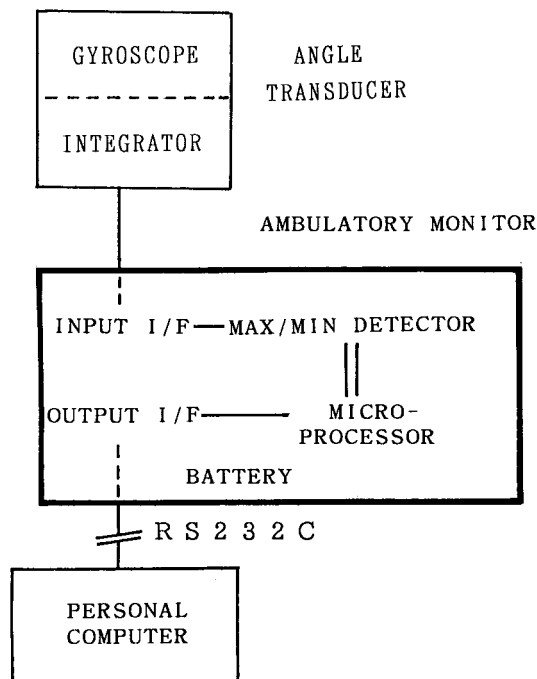 GYROSCOPE
ANGLE
TRANSDUCER
INTEGRATOR
AMBULATORY MONITOR
INPUT I/F
MAX/MIN DETECTOR
OUTPUT I/F
MICRO-
PROCESSOR
BATTERY
RS232C
PERSONAL
COMPUTER